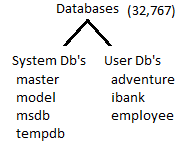 Databases (32,767)
System Db's User Db's
master adventure
model ibank
msdb employee
tempdb